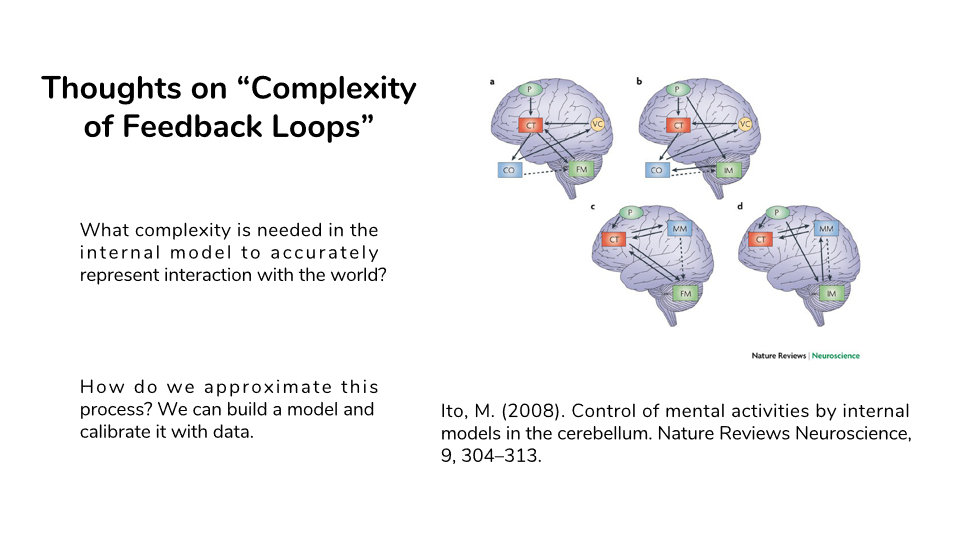 Thoughts on “Complexity
of Feedback Loops”
What complexity is needed in the
internal model to accurately
represent interaction with the world?
How do we approximate this
process? We can build a model and
calibrate it with data.
a
P
CT
VC
CO
FM
b
P
CT
VC
CO
IM
c
P
CT
MM
FM
d
P
CT
MM
IM
Nature Reviews | Neuroscience
Ito, M. (2008). Control of mental activities by internal
models in the cerebellum. Nature Reviews Neuroscience,
9, 304–313.